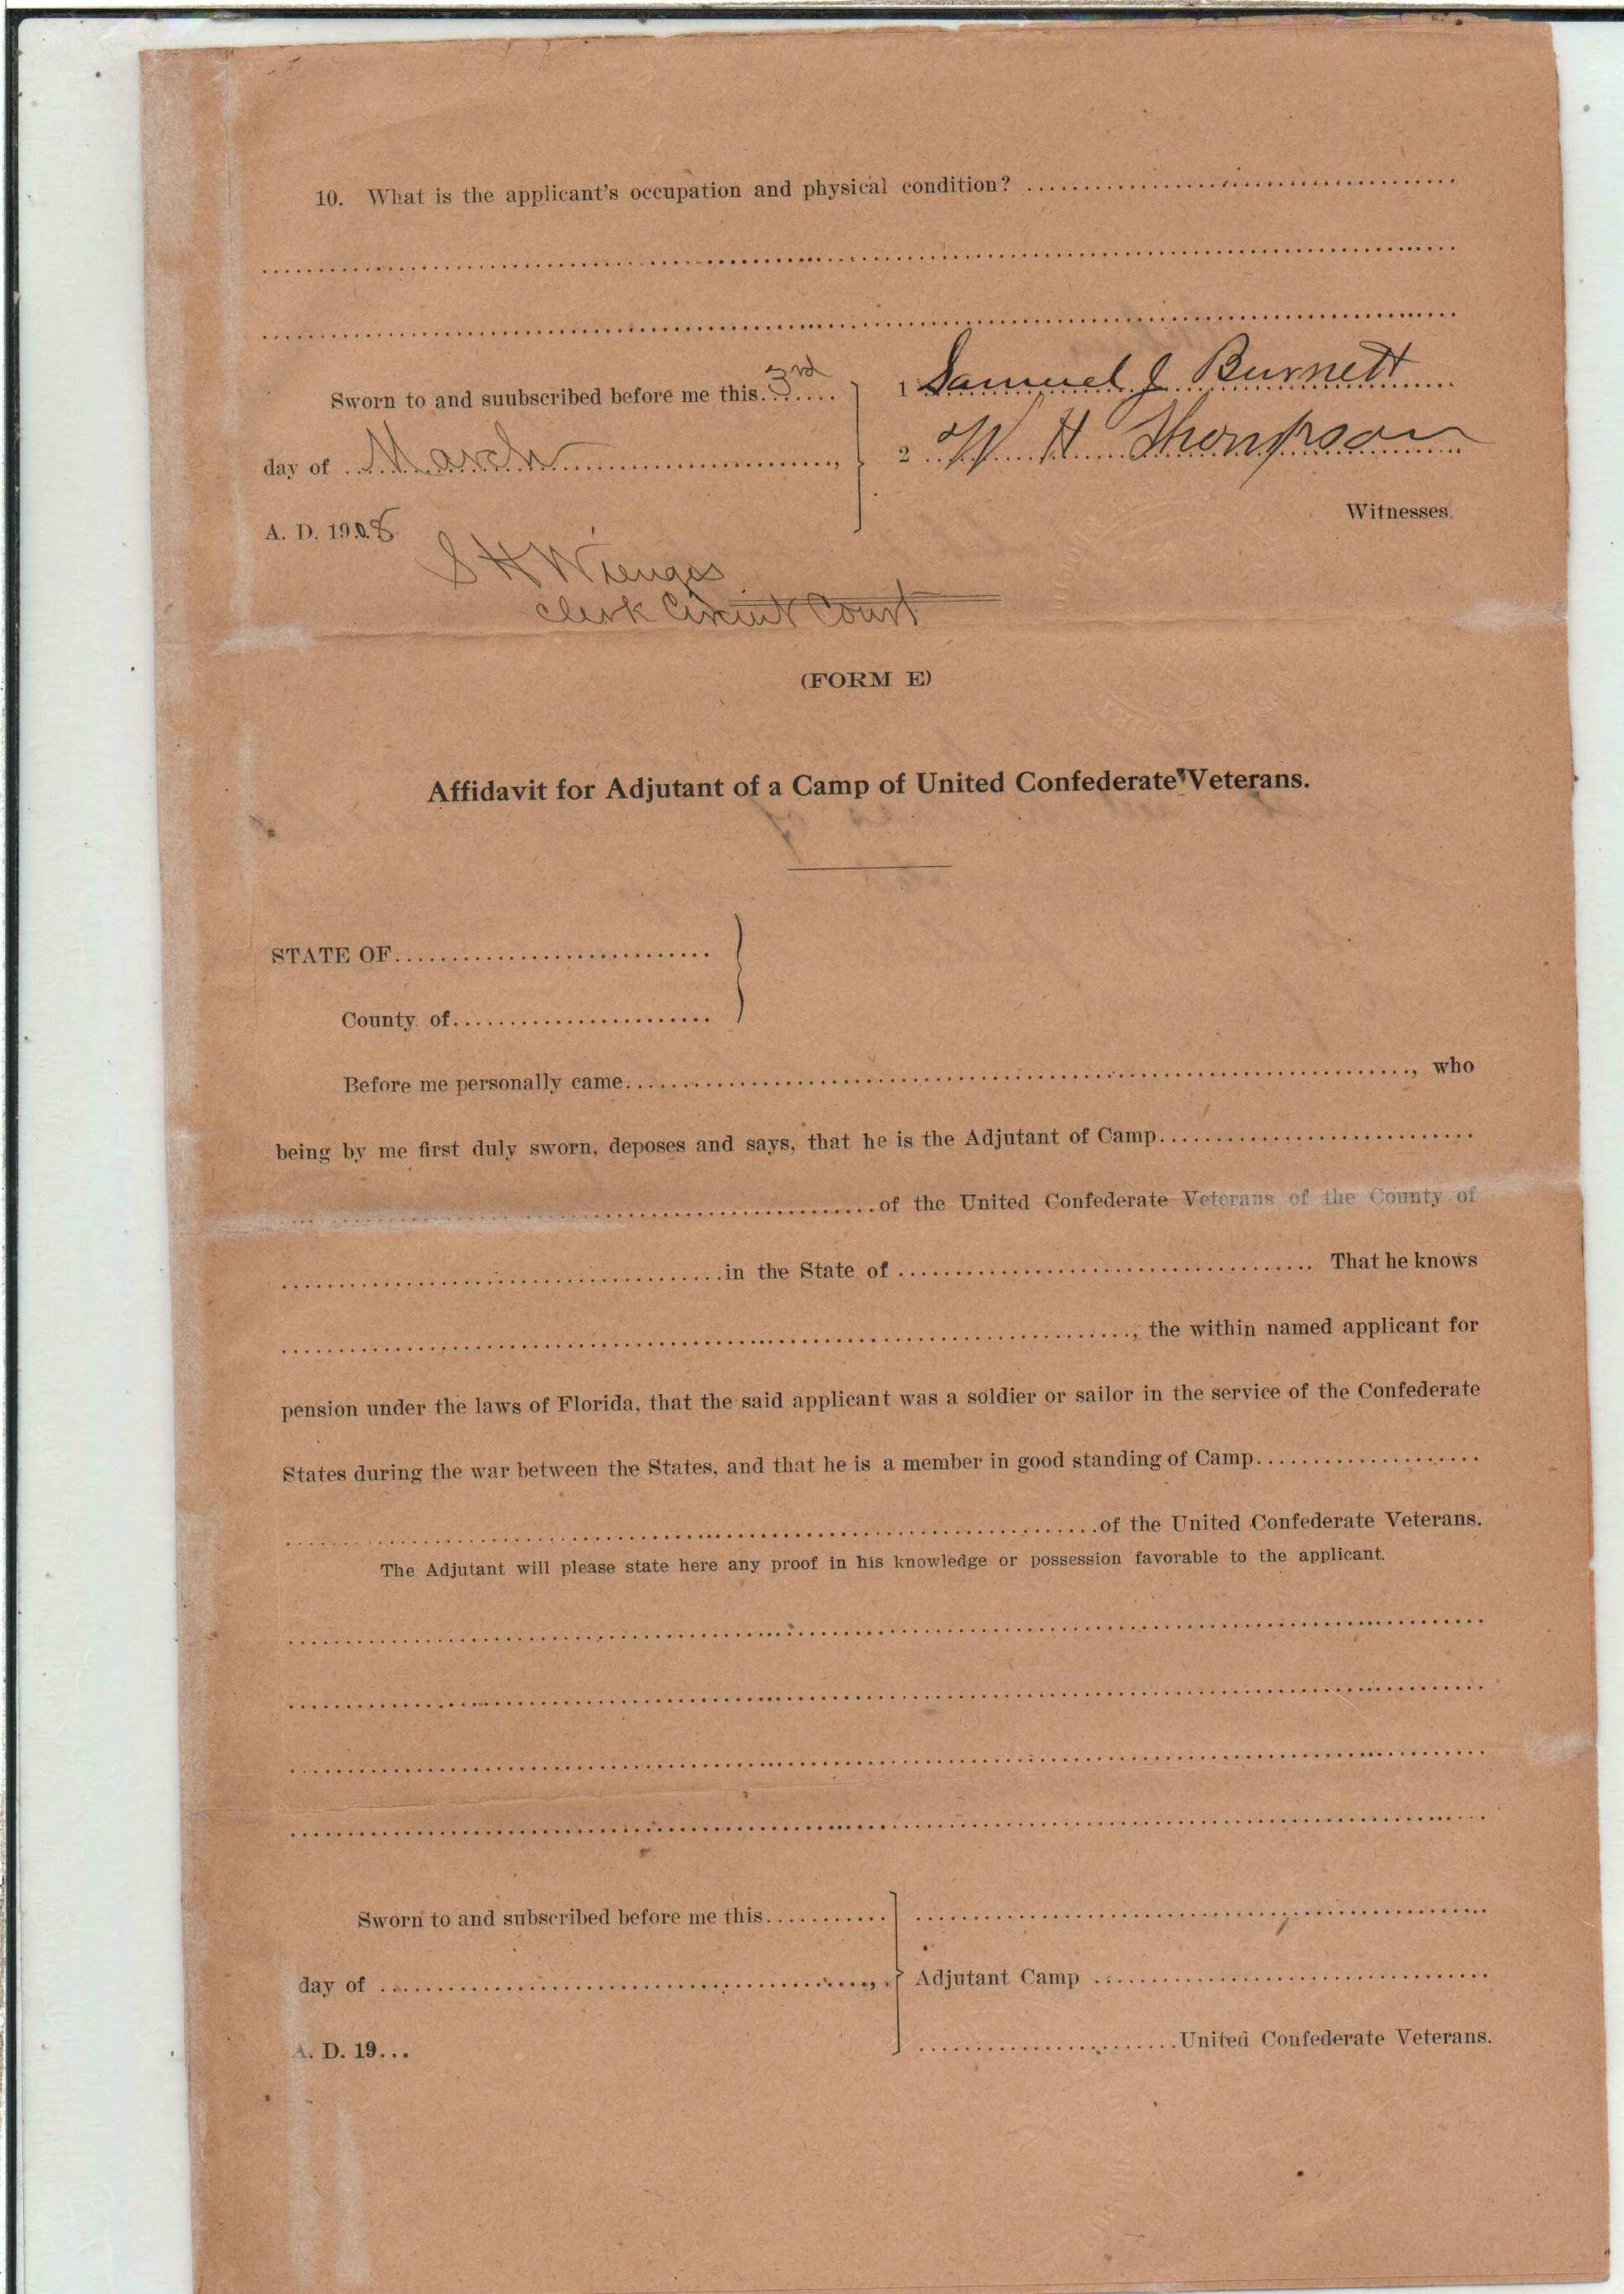 10. What is the applicant's occupation and physical condition? ........................................
........................................
........................................
Sworn to and suubscribed before me this 3rd
1 Samuel J Burnett
day of March ,
2 W. H. Thompson
Witnesses.
A. D. 1908
S H Wienges
Clerk Circuit Court
(FORM E)
Affidavit for Adjutant of a Camp of United Confederate Veterans.
STATE OF........................................
County of........................................
Before me personally came........................................, who
being by me first duly sworn, deposes and says, that he is the Adjutant of Camp........................................
........................................of the United Confederate Veterans of the County of
........................................in the State of ........................................ That he knows
........................................, the within named applicant for
pension under the laws of Florida, that the said applicant was a soldier or sailor in the service of the Confederate
States during the war between the States, and that he is a member in good standing of Camp....................
........................................of the United Confederate Veterans.
The Adjutant will please state here any proof in his knowledge or possession favorable to the applicant.
........................................
........................................
........................................
........................................
Sworn to and subscribed before me this........... ........................................
day of ........................................, Adjutant Camp ........................................
A. D. 19... ........................United Confederate Veterans.